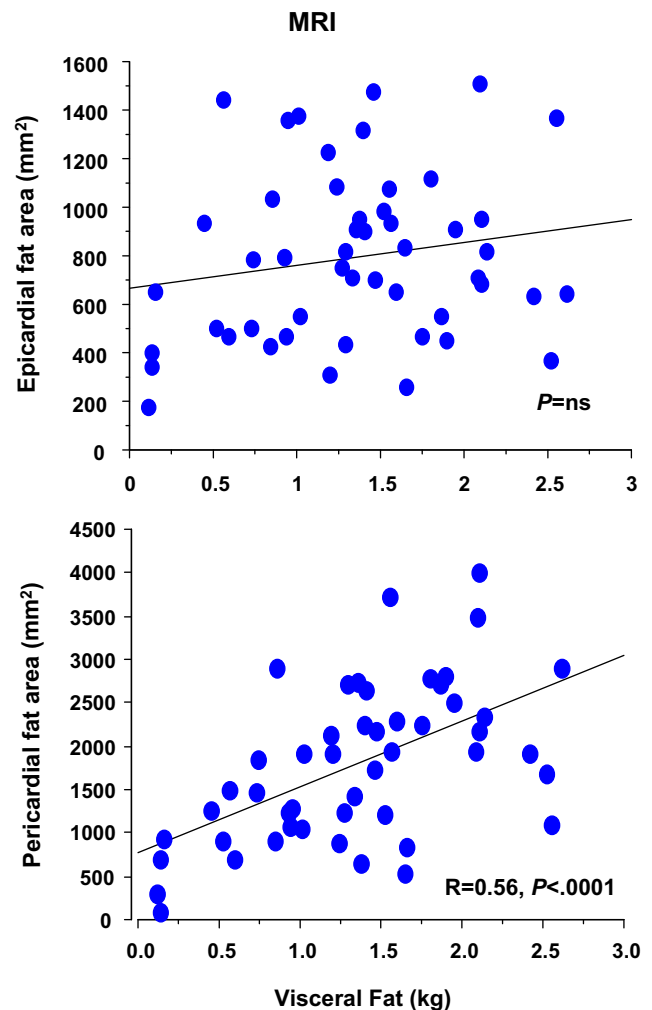 MRI
Epicardial fat area (mm²)
1600
1400
1200
1000
800
600
400
200
0
P=ns
0 0.5 1 1.5 2 2.5 3
Pericardial fat area (mm²)
4500
4000
3500
3000
2500
2000
1500
1000
500
0
R=0.56, P<.0001
0.0 0.5 1.0 1.5 2.0 2.5 3.0
Visceral Fat (kg)